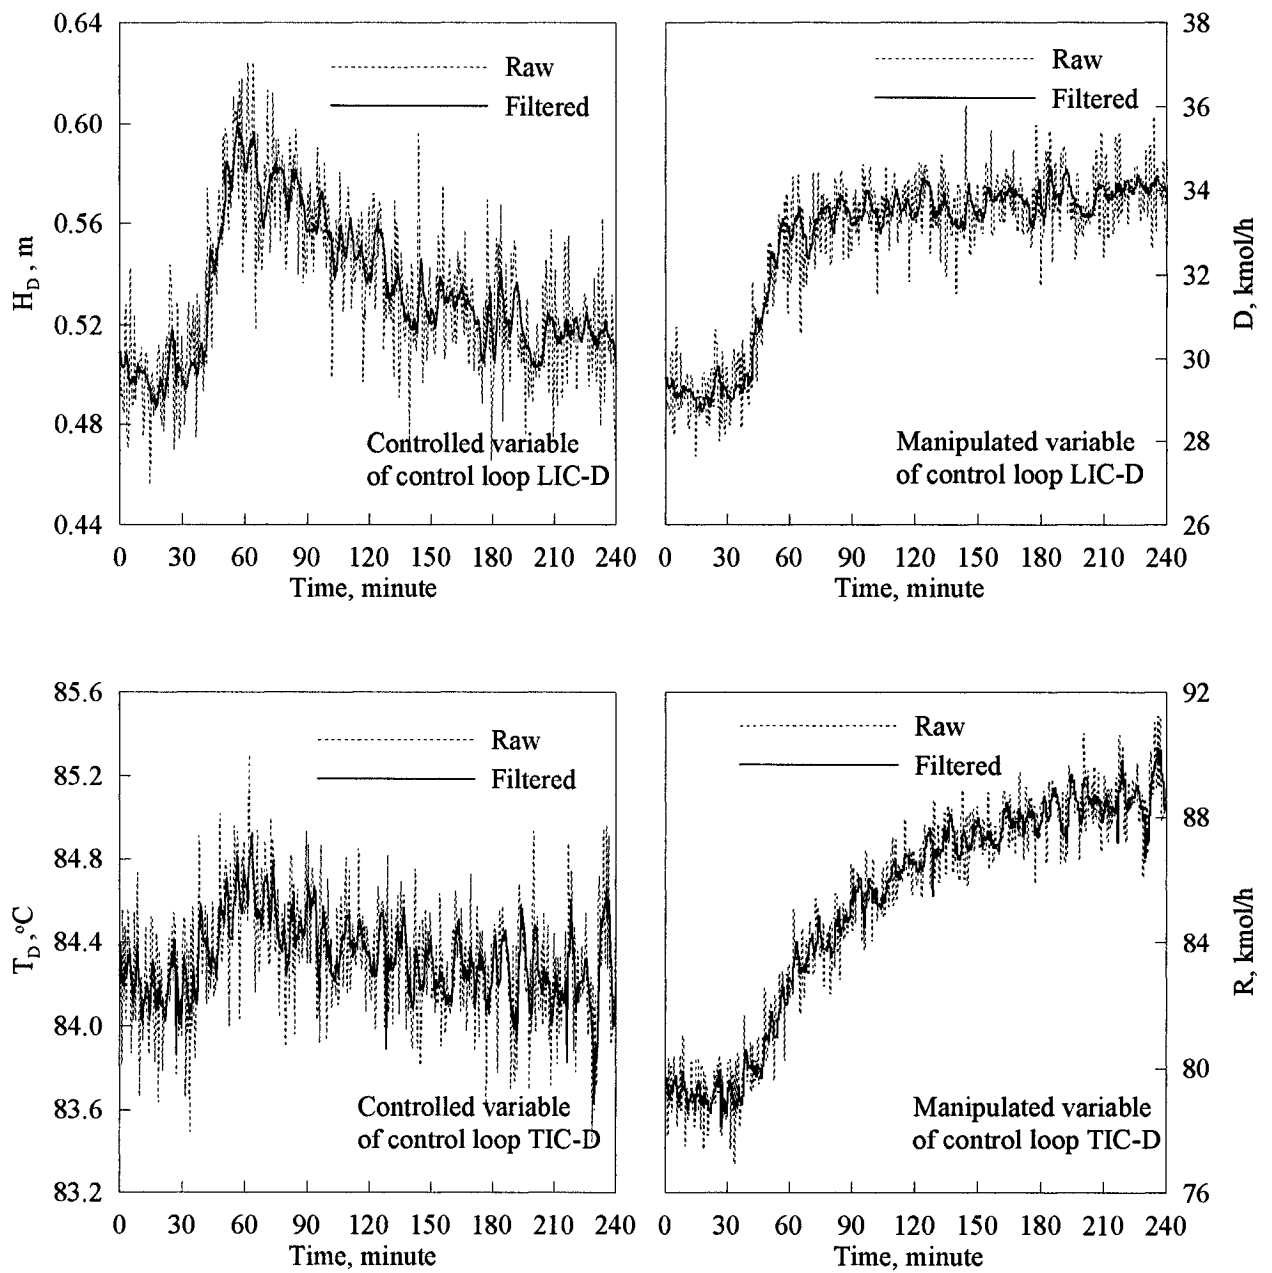 0.64
0.60
0.56
0.52
0.48
0.44
H_D, m
Raw
Filtered
Controlled variable
of control loop LIC-D
0 30 60 90 120 150 180 210 240
Time, minute
38
36
34
32
30
28
26
D, kmol/h
Raw
Filtered
Manipulated variable
of control loop LIC-D
0 30 60 90 120 150 180 210 240
Time, minute
85.6
85.2
84.8
84.4
84.0
83.6
83.2
T_D, °C
Raw
Filtered
Controlled variable
of control loop TIC-D
0 30 60 90 120 150 180 210 240
Time, minute
92
88
84
80
76
R, kmol/h
Raw
Filtered
Manipulated variable
of control loop TIC-D
0 30 60 90 120 150 180 210 240
Time, minute